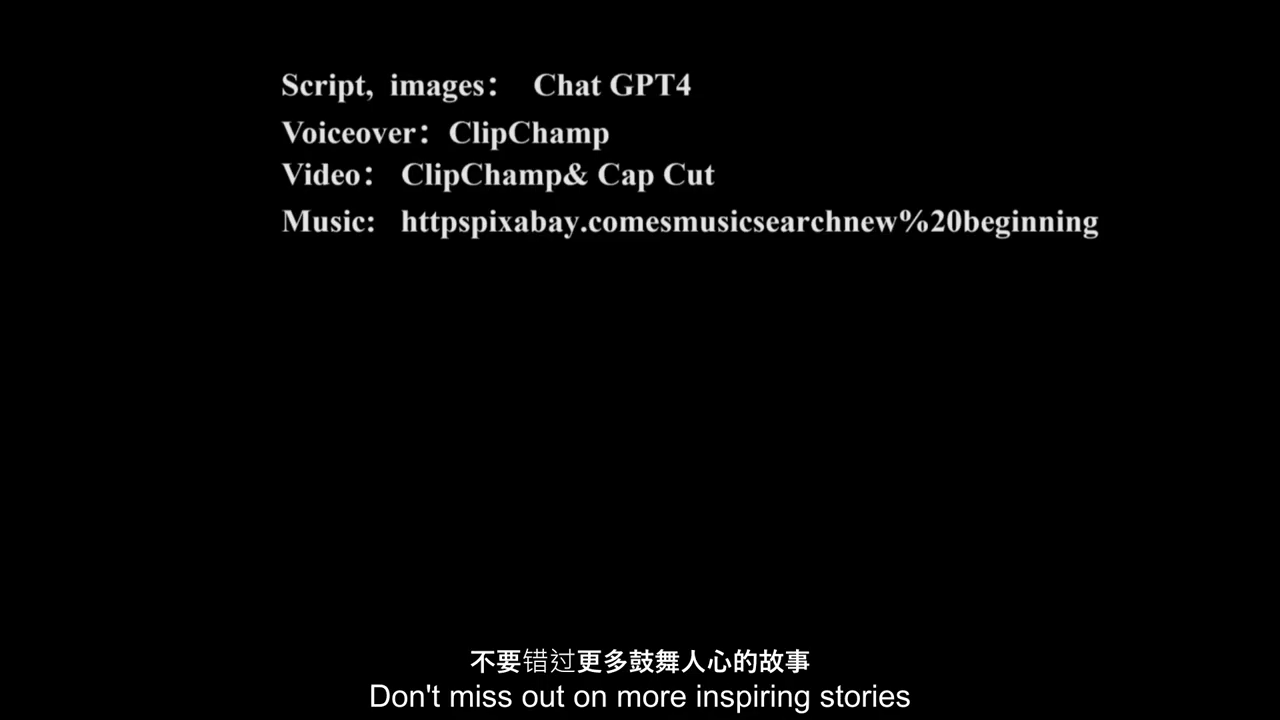 Script, images： Chat GPT4
Voiceover：ClipChamp
Video： ClipChamp& Cap Cut
Music: httpspixabay.comesmusicsearchnew%20beginning
不要错过更多鼓舞人心的故事
Don't miss out on more inspiring stories